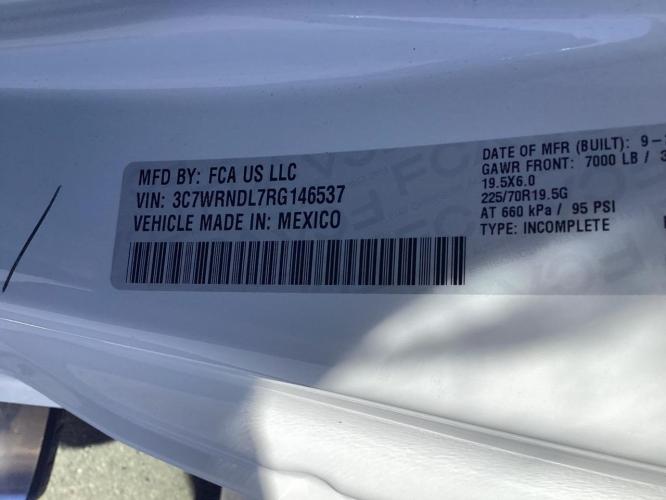 MFD BY: FCA US LLC
VIN: 3C7WRNDL7RG146537
VEHICLE MADE IN: MEXICO
DATE OF MFR (BUILT): 9-
GAWR FRONT: 7000 LB /
19.5X6.0
225/70R19.5G
AT 660 kPa / 95 PSI
TYPE: INCOMPLETE